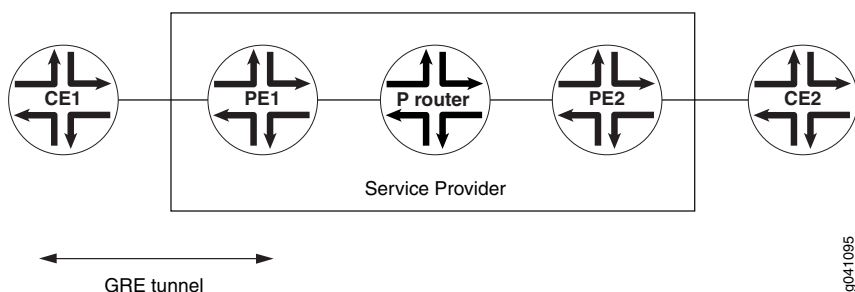 CE1 PE1 P router PE2 CE2
Service Provider
GRE tunnel
g041095